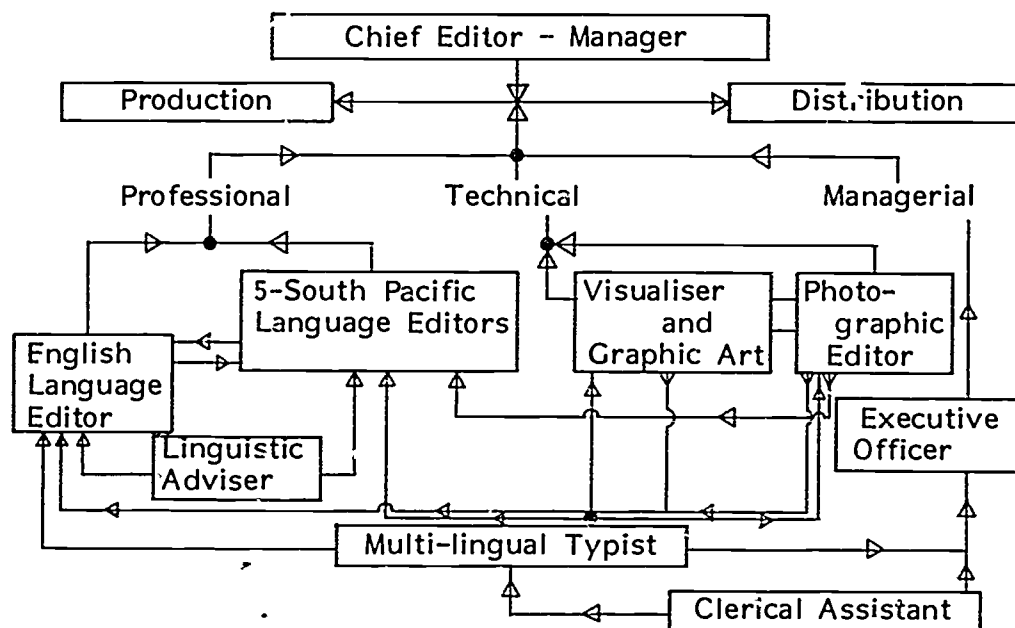 Chief Editor - Manager
Production
Distribution
Professional
Technical
Managerial
5-South Pacific
Language Editors
Visualiser
and
Graphic Art
Photo-
graphic
Editor
English
Language
Editor
Linguistic
Adviser
Executive
Officer
Multi-lingual Typist
Clerical Assistant